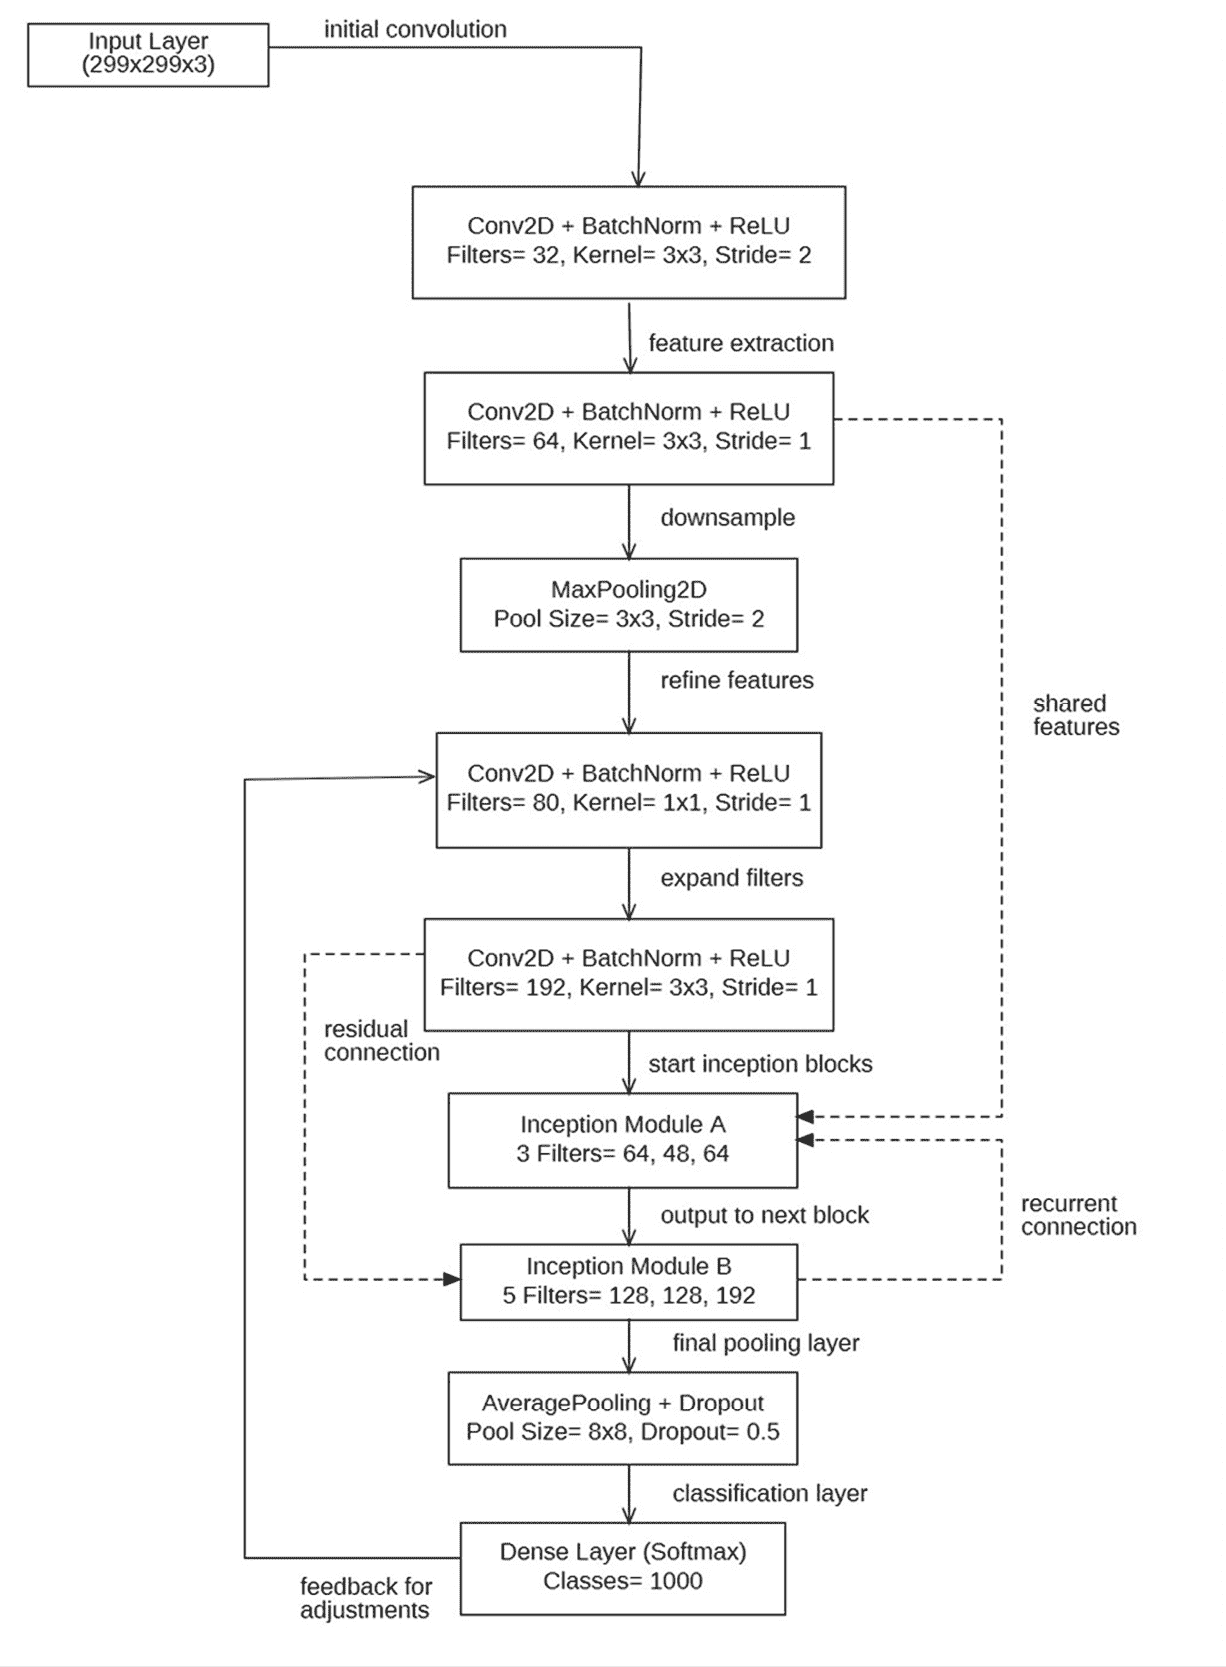 Input Layer
(299x299x3)
initial convolution
Conv2D + BatchNorm + ReLU
Filters= 32, Kernel= 3x3, Stride= 2
feature extraction
Conv2D + BatchNorm + ReLU
Filters= 64, Kernel= 3x3, Stride= 1
downsample
MaxPooling2D
Pool Size= 3x3, Stride= 2
refine features
shared
features
Conv2D + BatchNorm + ReLU
Filters= 80, Kernel= 1x1, Stride= 1
expand filters
Conv2D + BatchNorm + ReLU
Filters= 192, Kernel= 3x3, Stride= 1
residual
connection
start inception blocks
Inception Module A
3 Filters= 64, 48, 64
output to next block
recurrent
connection
Inception Module B
5 Filters= 128, 128, 192
final pooling layer
AveragePooling + Dropout
Pool Size= 8x8, Dropout= 0.5
classification layer
Dense Layer (Softmax)
Classes= 1000
feedback for
adjustments